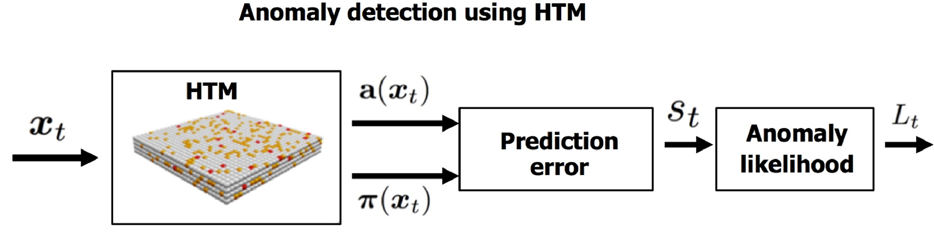 Anomaly detection using HTM
x_t
HTM
a(x_t)
π(x_t)
Prediction
error
s_t
Anomaly
likelihood
L_t